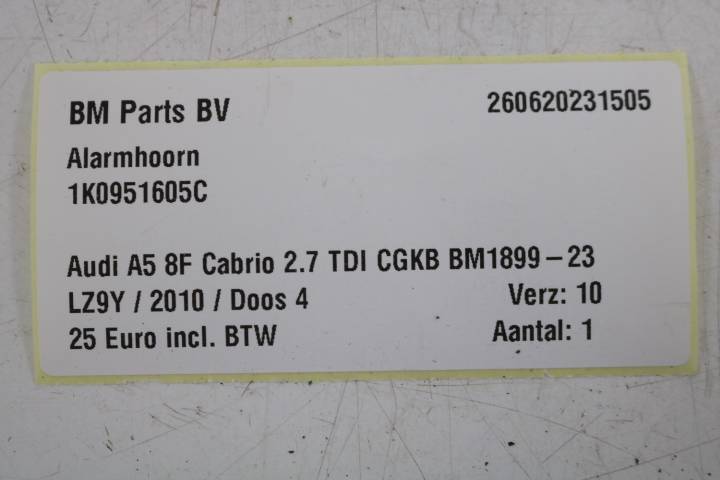 BM Parts BV 260620231505
Alarmhoorn
1K0951605C
Audi A5 8F Cabrio 2.7 TDI CGKB BM1899-23
LZ9Y / 2010 / Doos 4 Verz: 10
25 Euro incl. BTW Aantal: 1